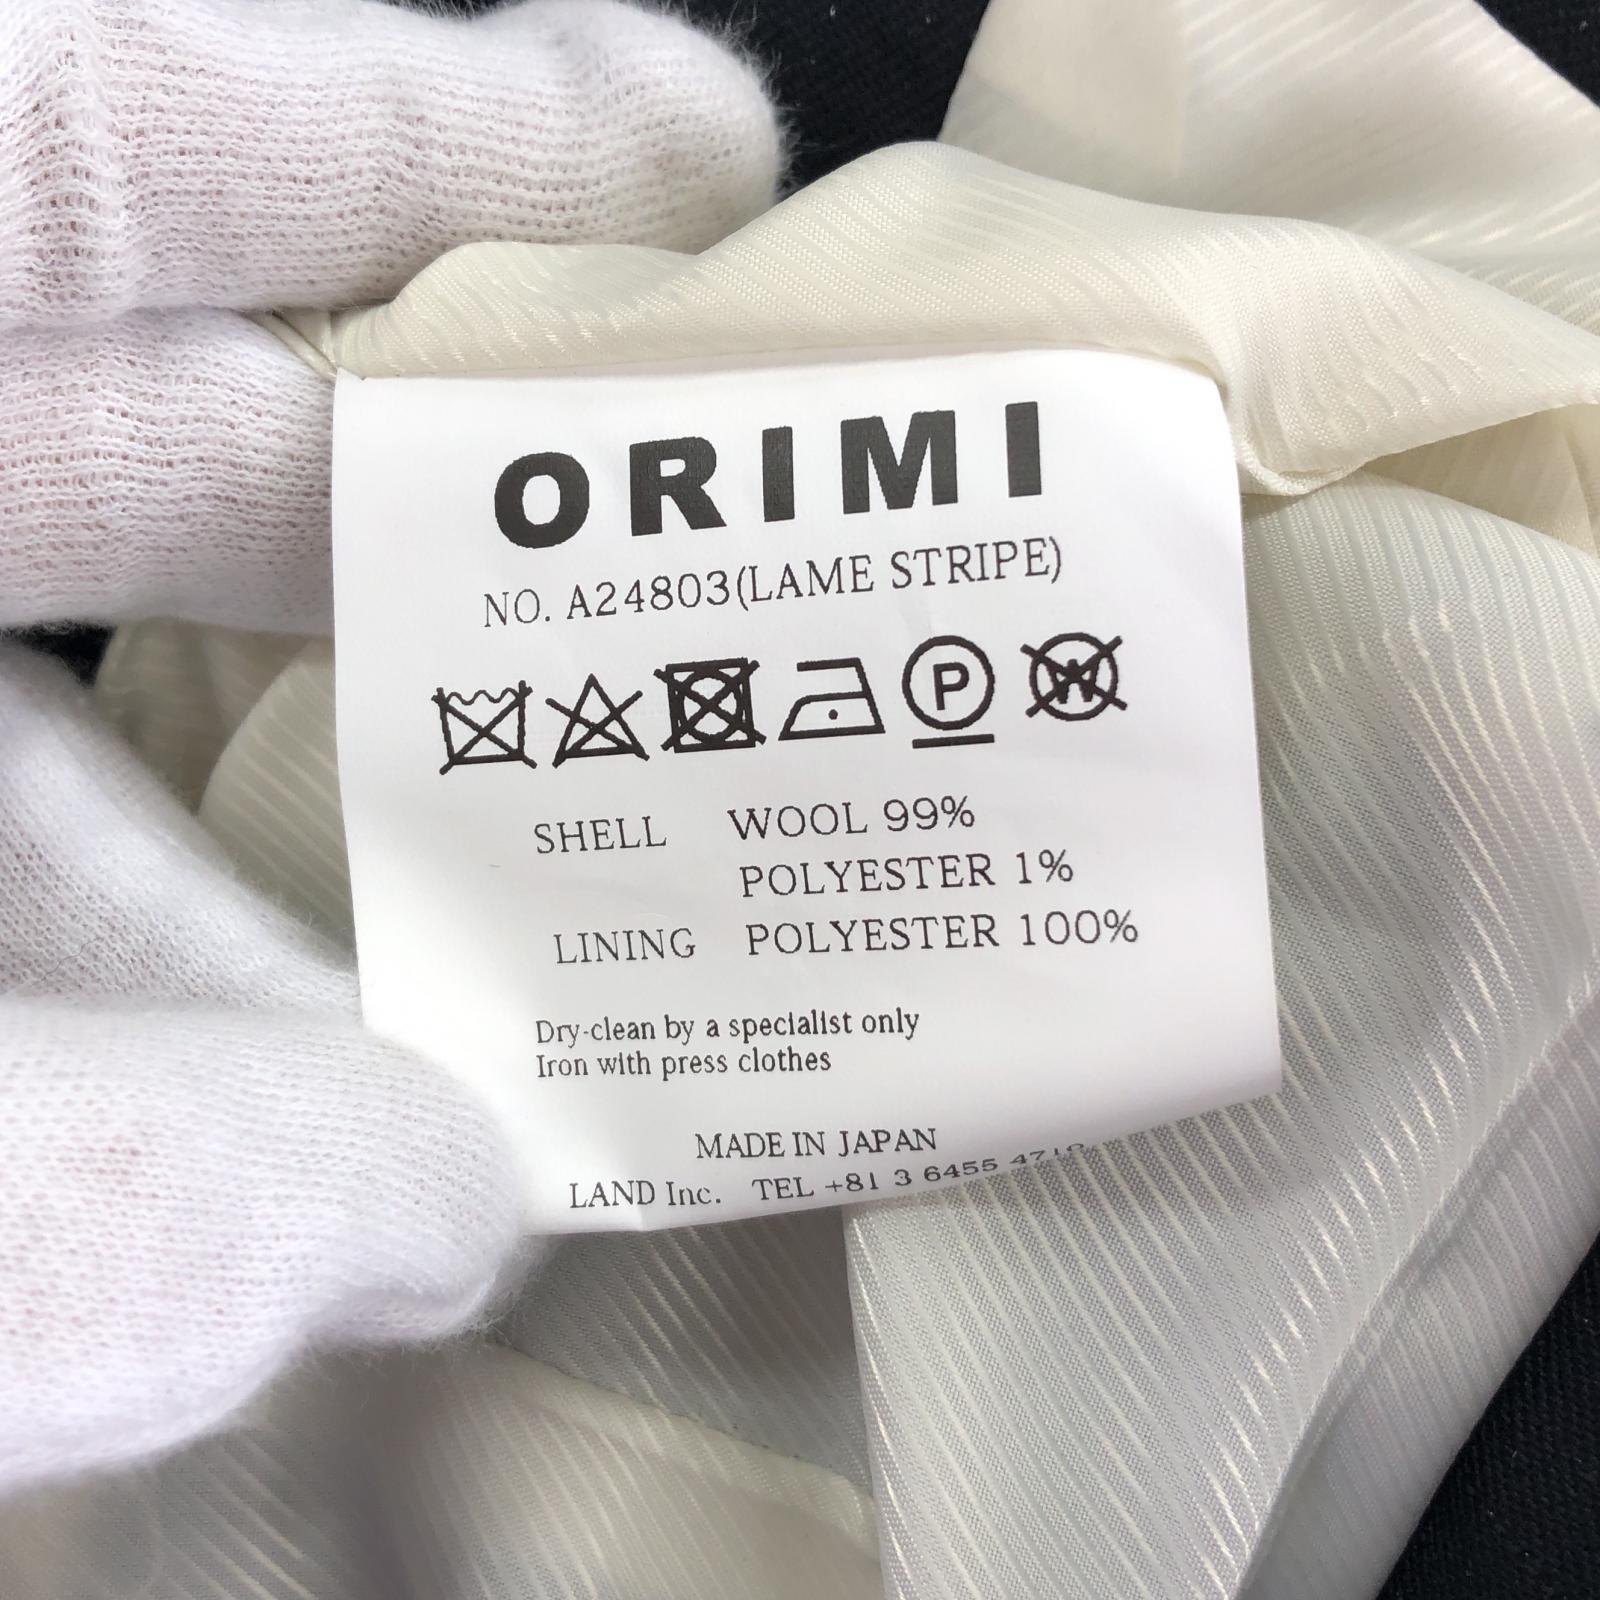 ORIMI
NO. A24803(LAME STRIPE)
P W
SHELL WOOL 99%
POLYESTER 1%
LINING POLYESTER 100%
Dry-clean by a specialist only
Iron with press clothes
MADE IN JAPAN
LAND Inc. TEL +81 3 6455